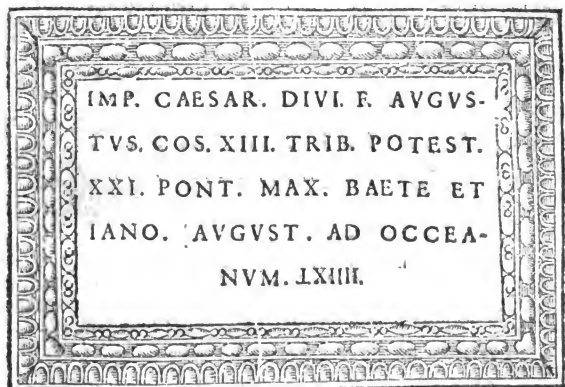 IMP. CAESAR. DIVI. F. AVGVS-
TVS. COS. XIII. TRIB. POTEST.
XXI. PONT. MAX. BAETE ET
IANO. AVGVST. AD OCCEA-
NVM. LXIIII.